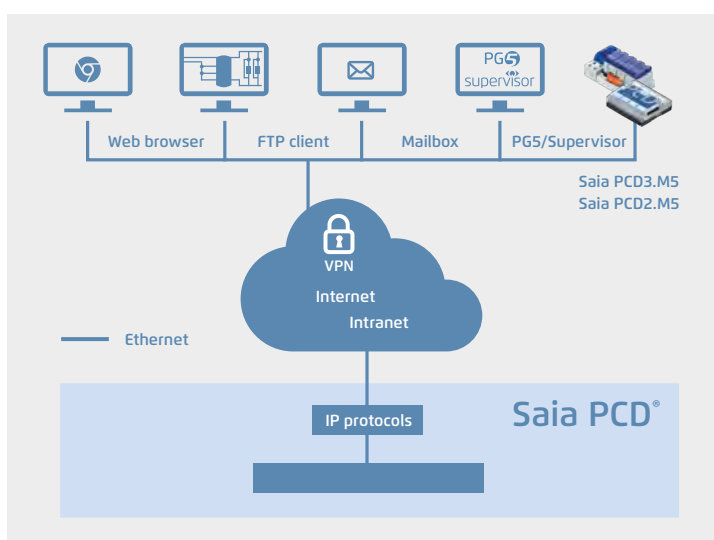 PG5
supervisor
Web browser
FTP client
Mailbox
PG5/Supervisor
Saia PCD3.M5
Saia PCD2.M5
VPN
Internet
Intranet
Ethernet
Saia PCD®
IP protocols